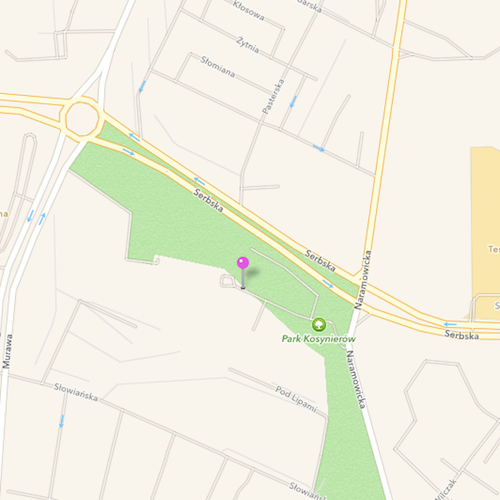 Kłosowa
Żytnia
Słomiana
Pasterska
Serbska
Serbska
Naramowicka
Serbska
Park Kosynierów
Naramowicka
Murawa
Słowiańska
Pod Lipami
Słowiańska